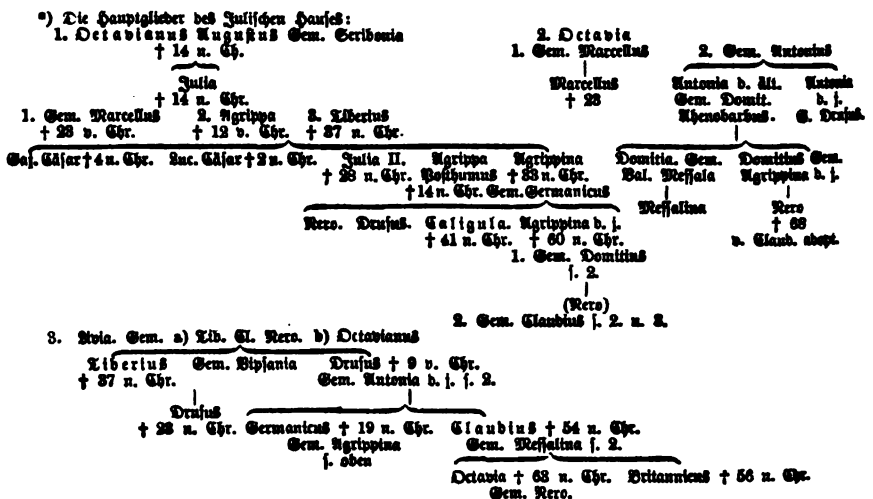 *) Die Hauptglieder des Julischen Hauses:
1. Octavianus Augustus Gem. Scribonia
† 14 n. Ch.
Julia
† 14 n. Chr.
1. Gem. Marcellus 2. Agrippa 3. Tiberius
† 23 v. Chr. † 12 v. Chr. † 37 n. Chr.
Gaj. Cäsar † 4 n. Chr. Luc. Cäsar † 2 n. Chr. Julia II. Agrippa Agrippina
† 28 n. Chr. Posthumus † 33 n. Chr.
† 14 n. Chr. Gem. Germanicus
Nero. Drusus. Caligula. Agrippina d. j.
† 41 n. Chr. † 60 n. Chr.
1. Gem. Domitius
s. 2.
(Nero)
2. Gem. Claudius s. 2. u. 3.
2. Octavia
1. Gem. Marcellus 2. Gem. Antonius
Marcellus Antonia d. ält. Antonia
† 23 Gem. Domit. d. j.
Ahenobarbus. G. Drusus.
Domitia. Gem. Domitius Gem.
Val. Messala Agrippina d. j.
Messalina Nero
† 68
v. Claud. adopt.
3. Avia. Gem. a) Tib. Cl. Nero. b) Octavianus
Tiberius Gem. Vipsania Drusus † 9 v. Chr.
† 37 n. Chr. Gem. Antonia d. j. s. 2.
Drusus
† 23 n. Chr. Germanicus † 19 n. Chr. Claudius † 54 n. Chr.
Gem. Agrippina Gem. Messalina s. 2.
s. oben
Octavia † 63 n. Chr. Britannicus † 56 n. Chr.
Gem. Nero.